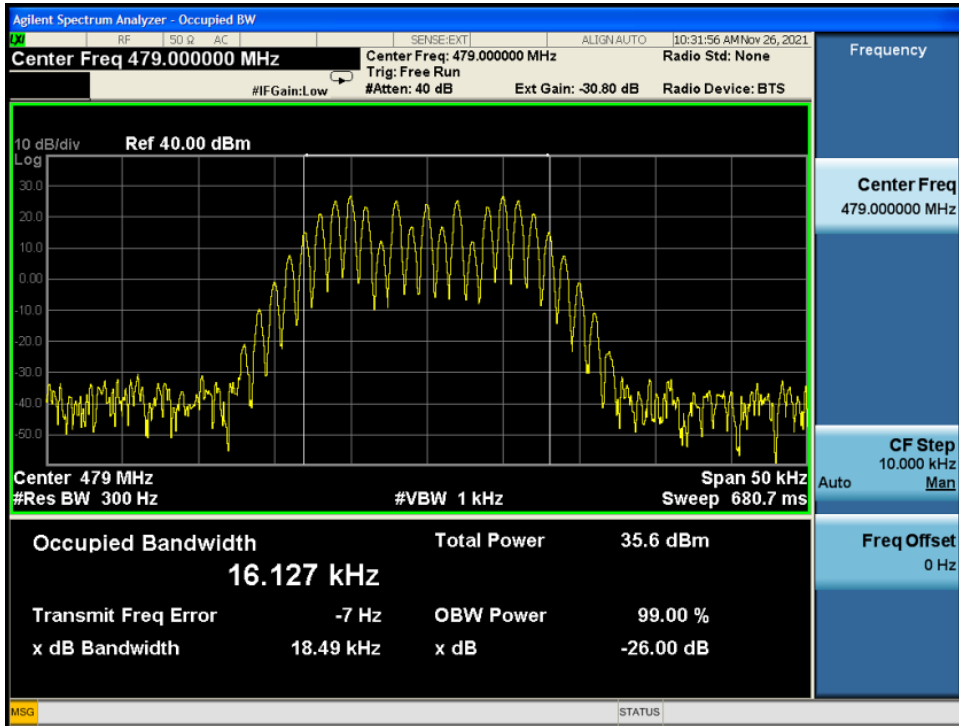 Agilent Spectrum Analyzer - Occupied BW
LXI RF 50 Ω AC SENSE:EXT ALIGN AUTO 10:31:56 AM Nov 26, 2021
Center Freq 479.000000 MHz
Center Freq: 479.000000 MHz Radio Std: None
Trig: Free Run
#IFGain:Low #Atten: 40 dB Ext Gain: -30.80 dB Radio Device: BTS
10 dB/div Ref 40.00 dBm
Log
30.0
20.0
10.0
0.00
-10.0
-20.0
-30.0
-40.0
-50.0
Center 479 MHz Span 50 kHz
#Res BW 300 Hz #VBW 1 kHz Sweep 680.7 ms
Occupied Bandwidth Total Power 35.6 dBm
16.127 kHz
Transmit Freq Error -7 Hz OBW Power 99.00 %
x dB Bandwidth 18.49 kHz x dB -26.00 dB
Frequency
Center Freq
479.000000 MHz
CF Step
10.000 kHz
Auto Man
Freq Offset
0 Hz
MSG STATUS